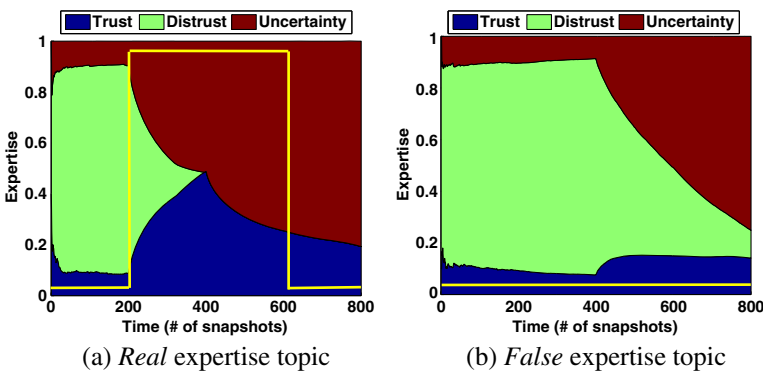 Trust Distrust Uncertainty
1
0.8
0.6
0.4
0.2
0
Expertise
0 200 400 600 800
Time (# of snapshots)
(a) Real expertise topic
Trust Distrust Uncertainty
1
0.8
0.6
0.4
0.2
0
Expertise
0 200 400 600 800
Time (# of snapshots)
(b) False expertise topic